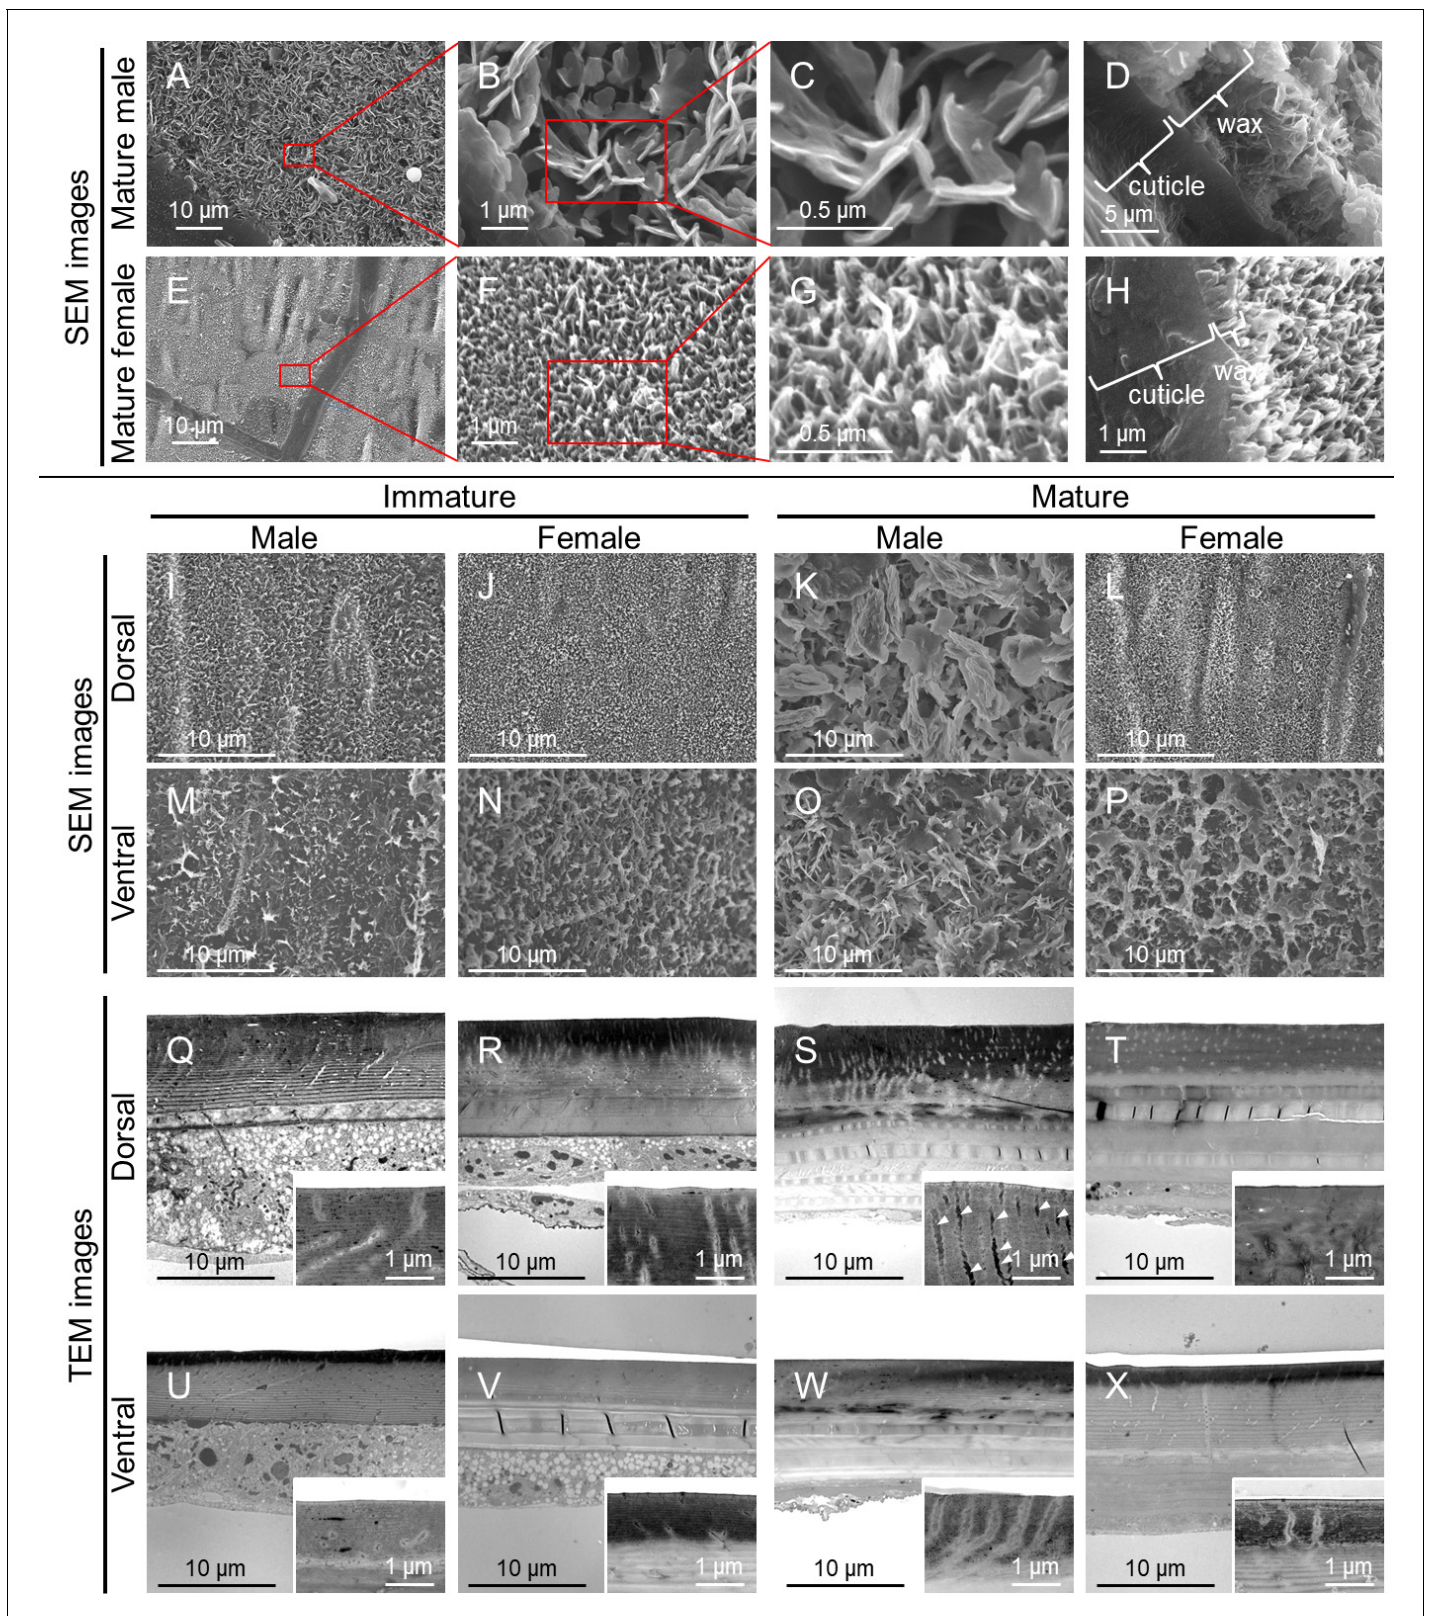 SEM images
Mature male
A
10 µm
B
1 µm
C
0.5 µm
D
wax
cuticle
5 µm
Mature female
E
10 µm
F
1 µm
G
0.5 µm
H
wax
cuticle
1 µm
Immature
Mature
Male
Female
Male
Female
SEM images
Dorsal
I
10 µm
J
10 µm
K
10 µm
L
10 µm
Ventral
M
10 µm
N
10 µm
O
10 µm
P
10 µm
TEM images
Dorsal
Q
10 µm
1 µm
R
10 µm
1 µm
S
10 µm
1 µm
T
10 µm
1 µm
Ventral
U
10 µm
1 µm
V
10 µm
1 µm
W
10 µm
1 µm
X
10 µm
1 µm